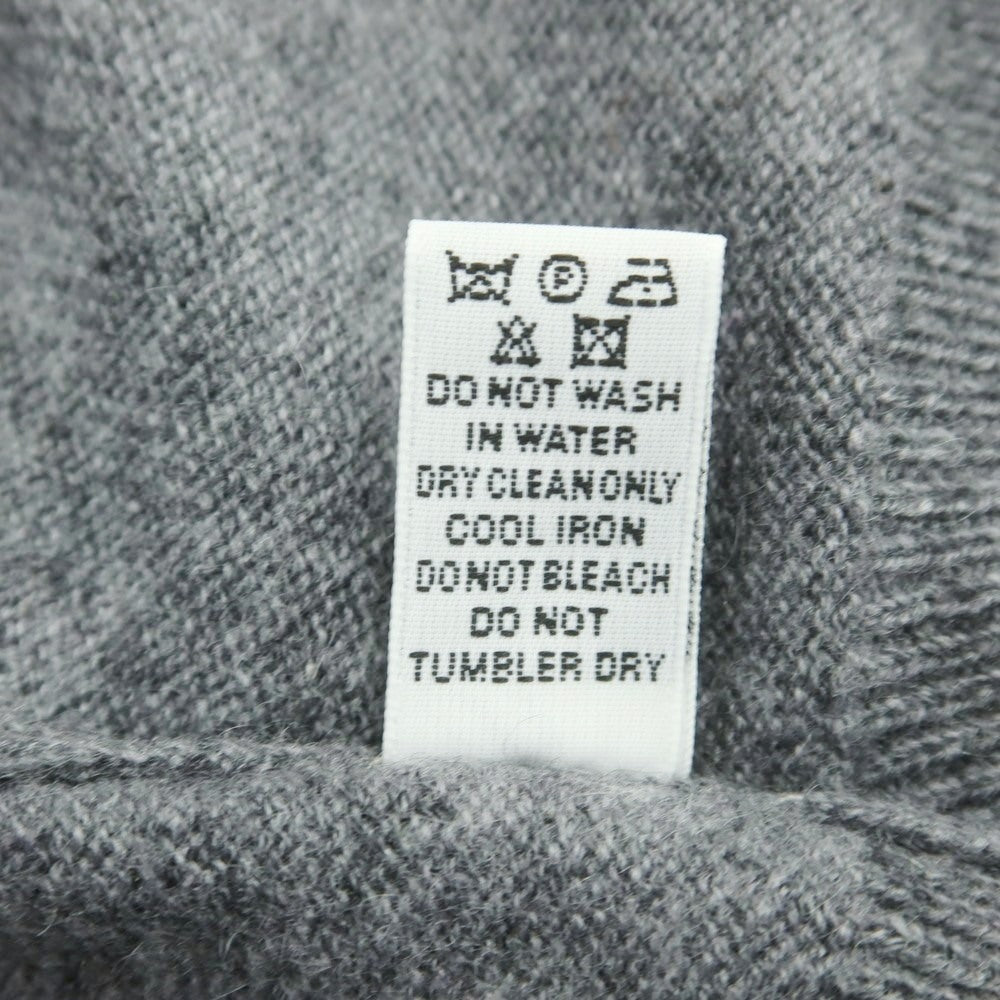 P
DO NOT WASH
IN WATER
DRY CLEAN ONLY
COOL IRON
DO NOT BLEACH
DO NOT
TUMBLER DRY